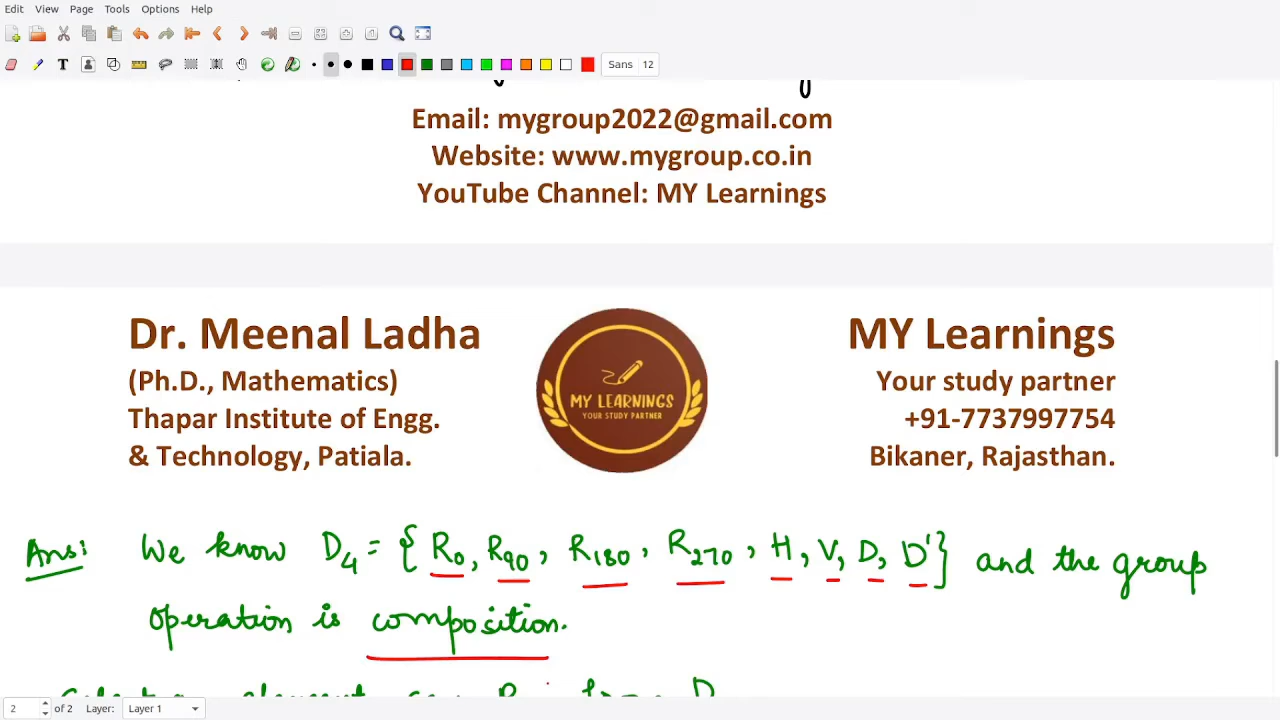 Edit View Page Tools Options Help
T Sans 12
Email: mygroup2022@gmail.com
Website: www.mygroup.co.in
YouTube Channel: MY Learnings
Dr. Meenal Ladha
(Ph.D., Mathematics)
Thapar Institute of Engg.
& Technology, Patiala.
MY LEARNINGS
YOUR STUDY PARTNER
MY Learnings
Your study partner
+91-7737997754
Bikaner, Rajasthan.
Ans: We know D₄ = {R₀, R₉₀, R₁₈₀, R₂₇₀, H, V, D, D'} and the group
operation is composition.
2 of 2 Layer: Layer 1